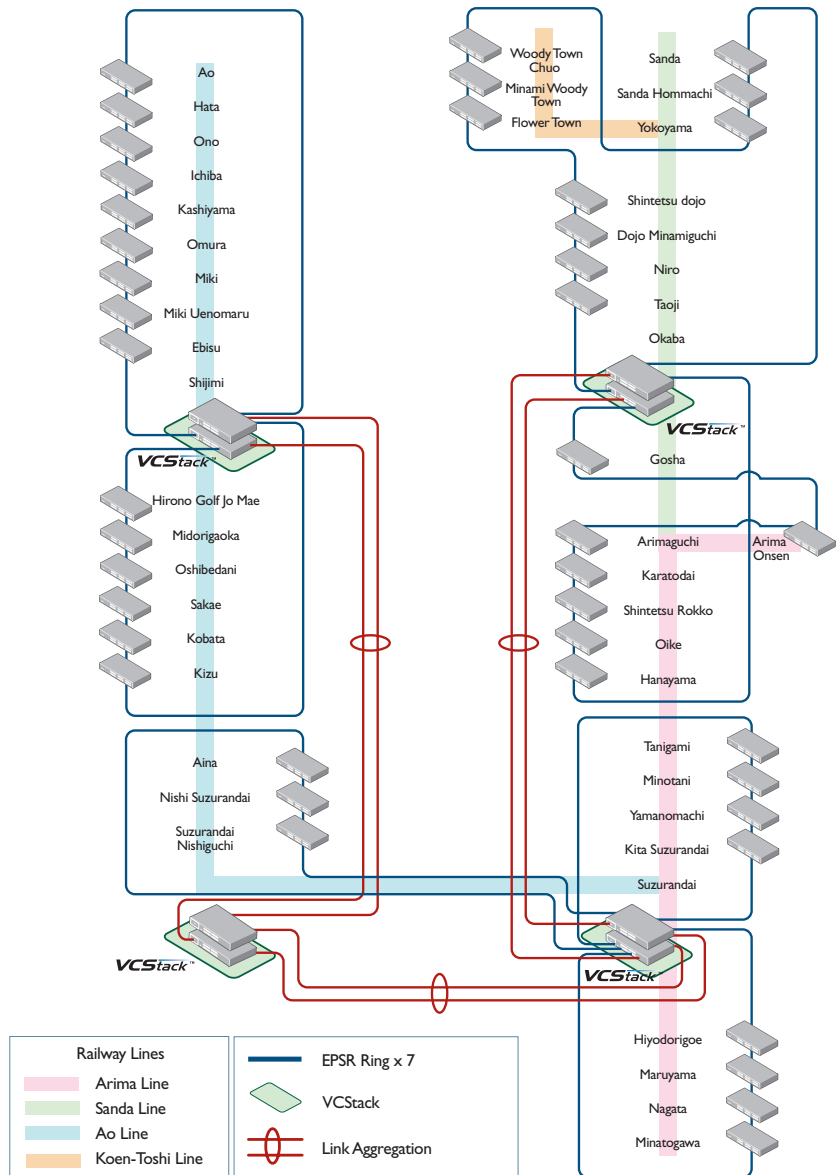 Ao
Hata
Ono
Ichiba
Kashiyama
Omura
Miki
Miki Uenomaru
Ebisu
Shijimi
VCStack™
Hirono Golf Jo Mae
Midorigaoka
Oshibedani
Sakae
Kobata
Kizu
Aina
Nishi Suzurandai
Suzurandai
Nishiguchi
VCStack™
Woody Town
Chuo
Minami Woody
Town
Flower Town
Sanda
Sanda Hommachi
Yokoyama
Shintetsu dojo
Dojo Minamiguchi
Niro
Taoji
Okaba
VCStack™
Gosha
Arimaguchi
Arima
Onsen
Karatodai
Shintetsu Rokko
Oike
Hanayama
Tanigami
Minotani
Yamanomachi
Kita Suzurandai
Suzurandai
VCStack™
Hiyodorigoe
Maruyama
Nagata
Minatogawa
Railway Lines
Arima Line
Sanda Line
Ao Line
Koen-Toshi Line
EPSR Ring x 7
VCStack
Link Aggregation